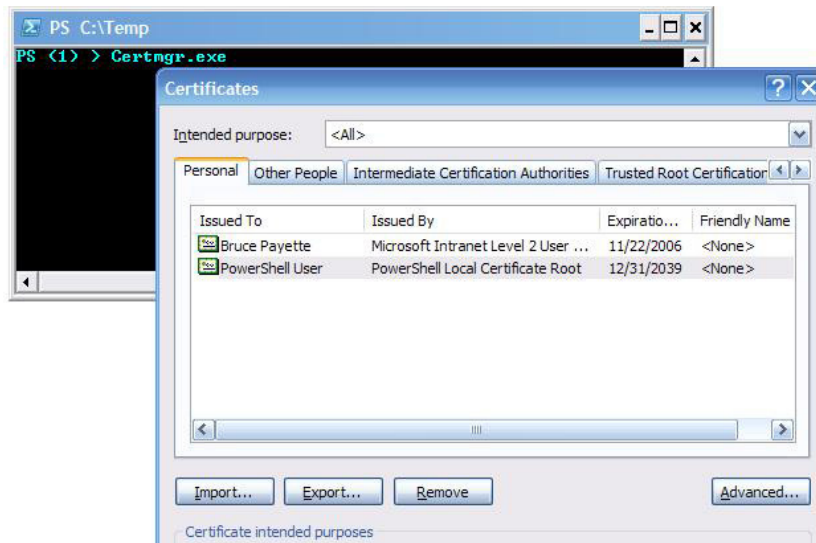 PS C:\Temp
PS (1) > Certmgr.exe
Certificates
Intended purpose: <All>
Personal Other People Intermediate Certification Authorities Trusted Root Certification
Issued To Issued By Expiratio... Friendly Name
Bruce Payette Microsoft Intranet Level 2 User ... 11/22/2006 <None>
PowerShell User PowerShell Local Certificate Root 12/31/2039 <None>
Import... Export... Remove Advanced...
Certificate intended purposes